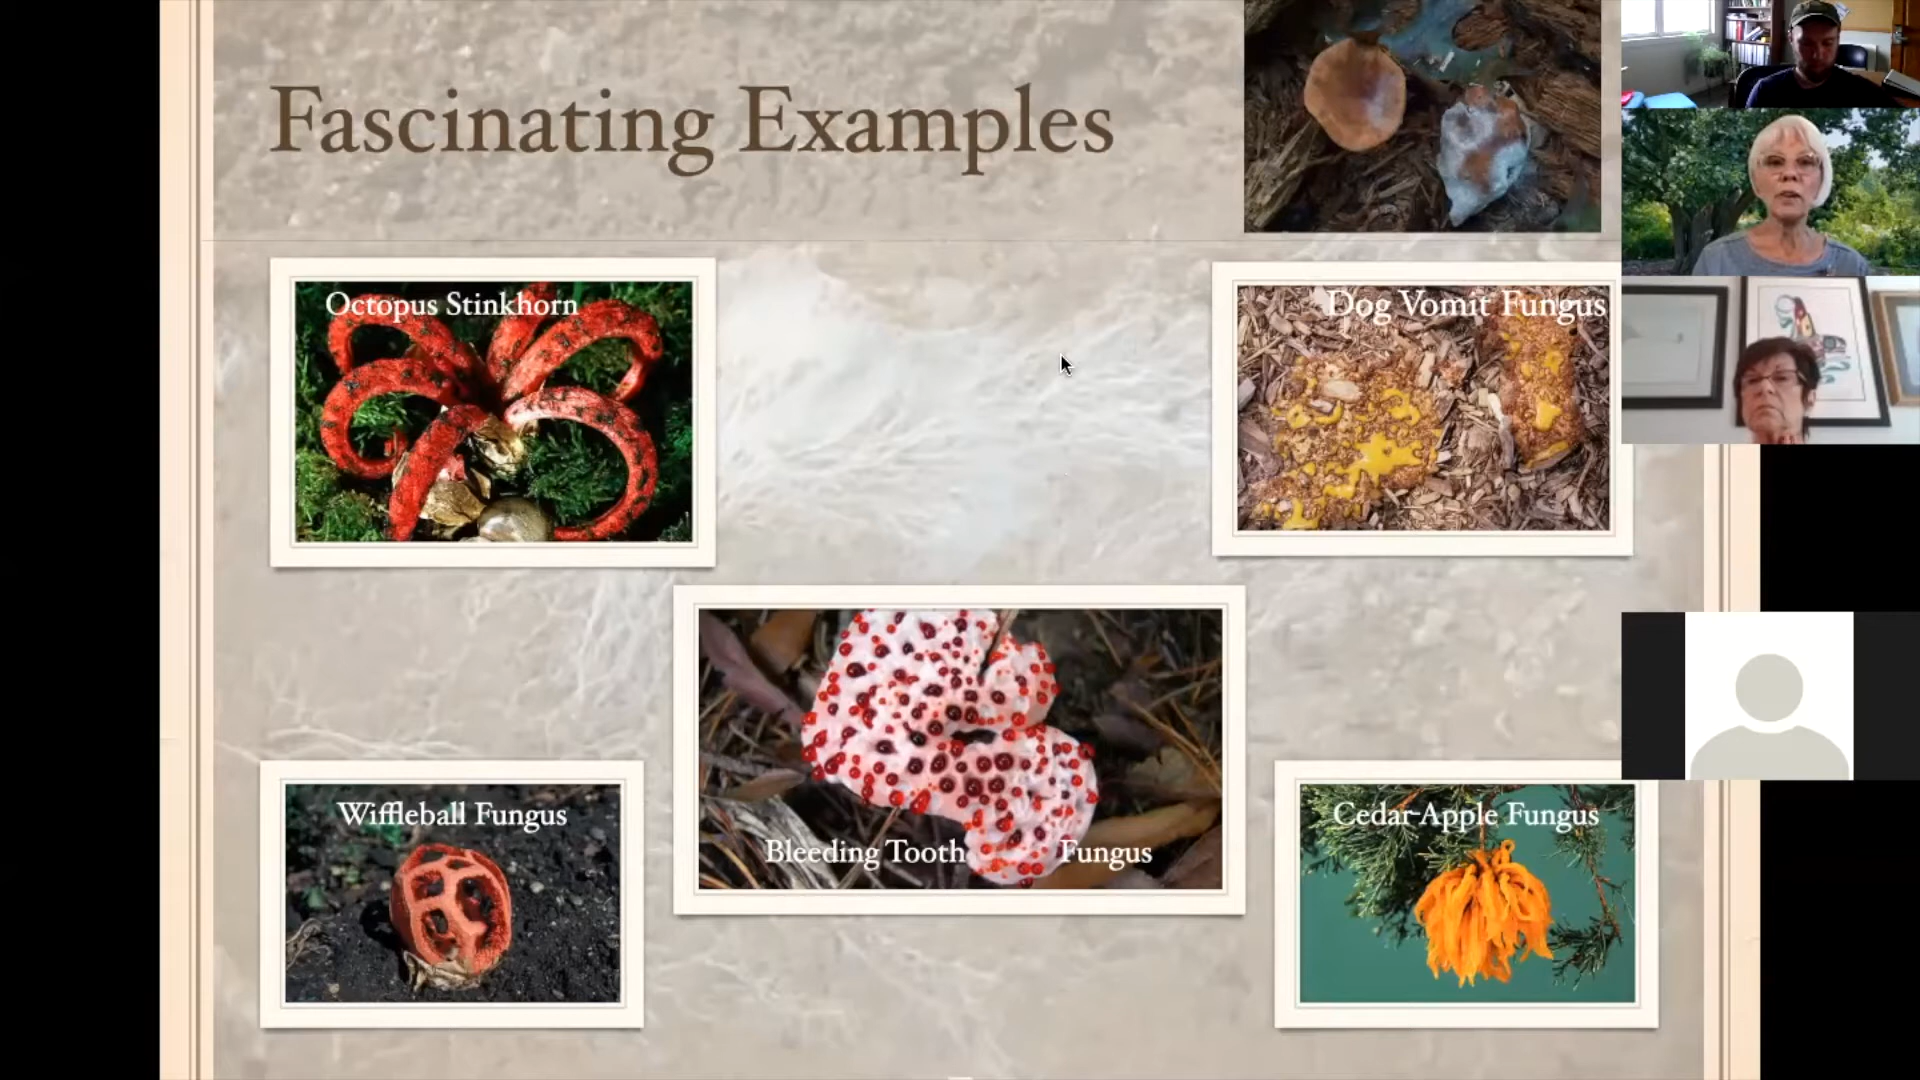 Fascinating Examples
Octopus Stinkhorn
Dog Vomit Fungus
Wiffleball Fungus
Bleeding Tooth Fungus
Cedar-Apple Fungus